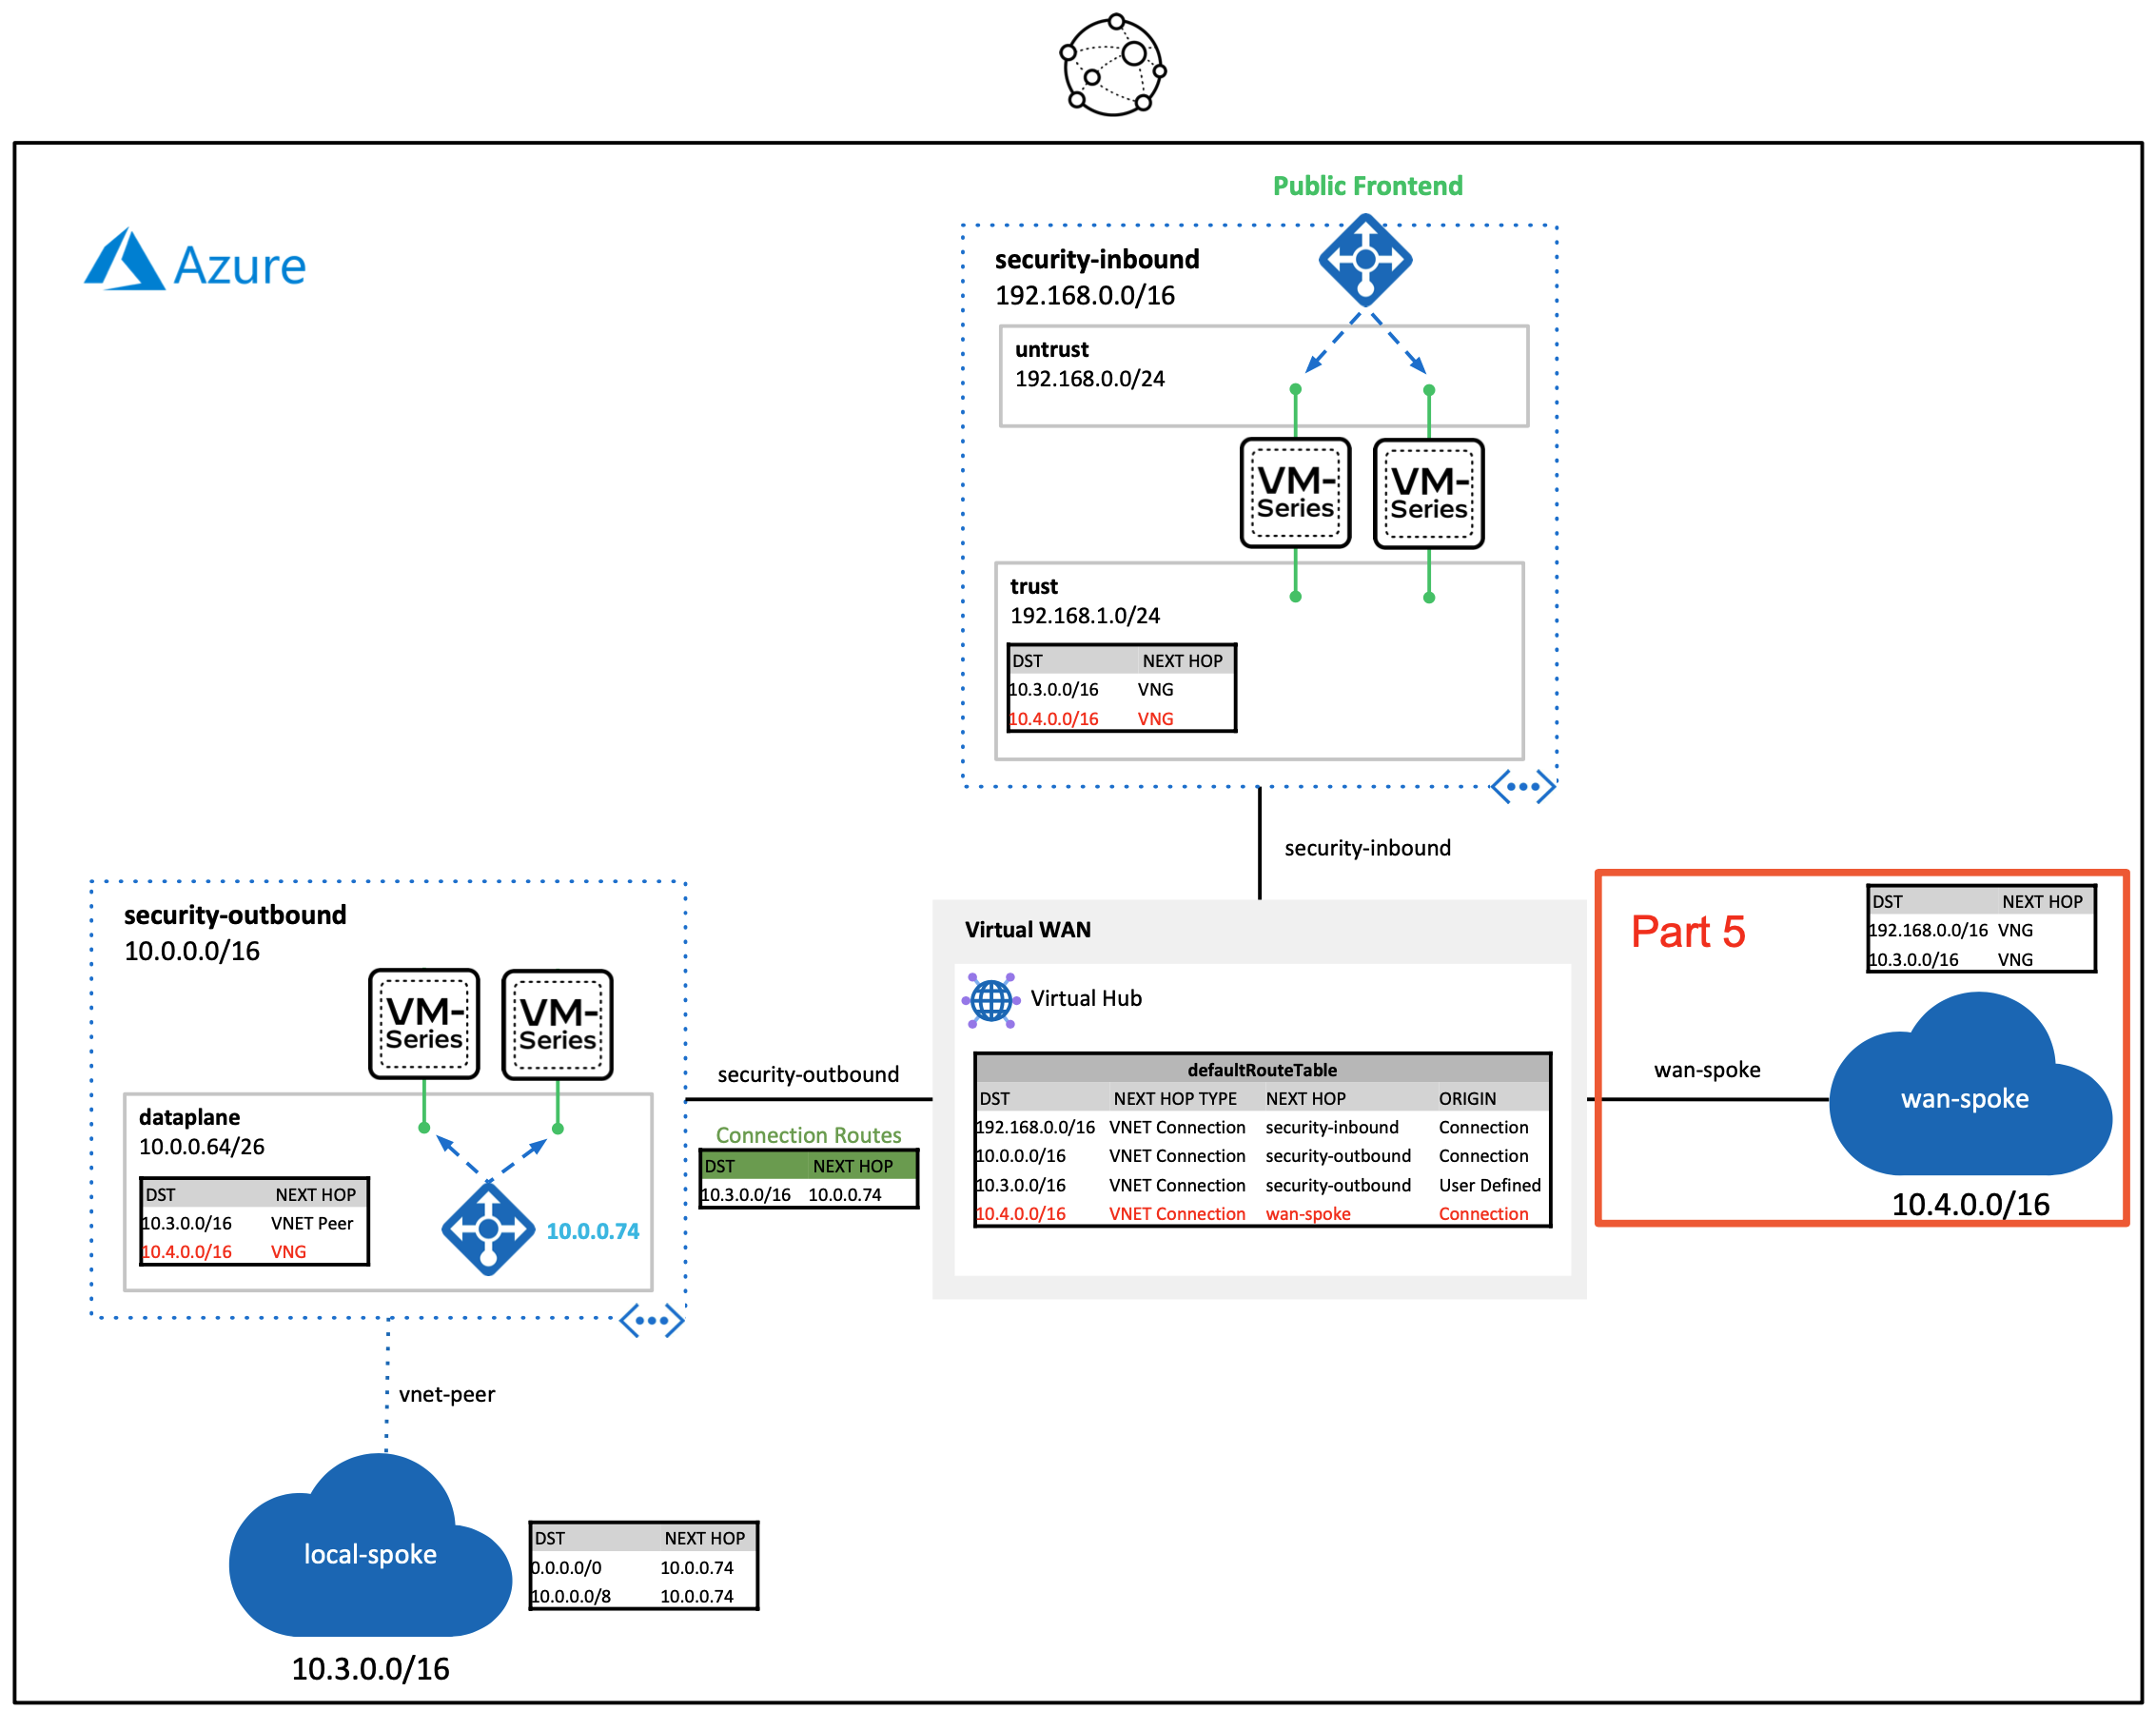 Public Frontend
Azure
security-inbound
192.168.0.0/16
untrust
192.168.0.0/24
VM-
Series
VM-
Series
trust
192.168.1.0/24
DST NEXT HOP
10.3.0.0/16 VNG
10.4.0.0/16 VNG
security-inbound
security-outbound
10.0.0.0/16
VM-
Series
VM-
Series
dataplane
10.0.0.64/26
DST NEXT HOP
10.3.0.0/16 VNET Peer
10.4.0.0/16 VNG
10.0.0.74
security-outbound
Connection Routes
DST NEXT HOP
10.3.0.0/16 10.0.0.74
Virtual WAN
Virtual Hub
defaultRouteTable
DST NEXT HOP TYPE NEXT HOP ORIGIN
192.168.0.0/16 VNET Connection security-inbound Connection
10.0.0.0/16 VNET Connection security-outbound Connection
10.3.0.0/16 VNET Connection security-outbound User Defined
10.4.0.0/16 VNET Connection wan-spoke Connection
Part 5
DST NEXT HOP
192.168.0.0/16 VNG
10.3.0.0/16 VNG
wan-spoke
wan-spoke
10.4.0.0/16
vnet-peer
local-spoke
DST NEXT HOP
0.0.0.0/0 10.0.0.74
10.0.0.0/8 10.0.0.74
10.3.0.0/16